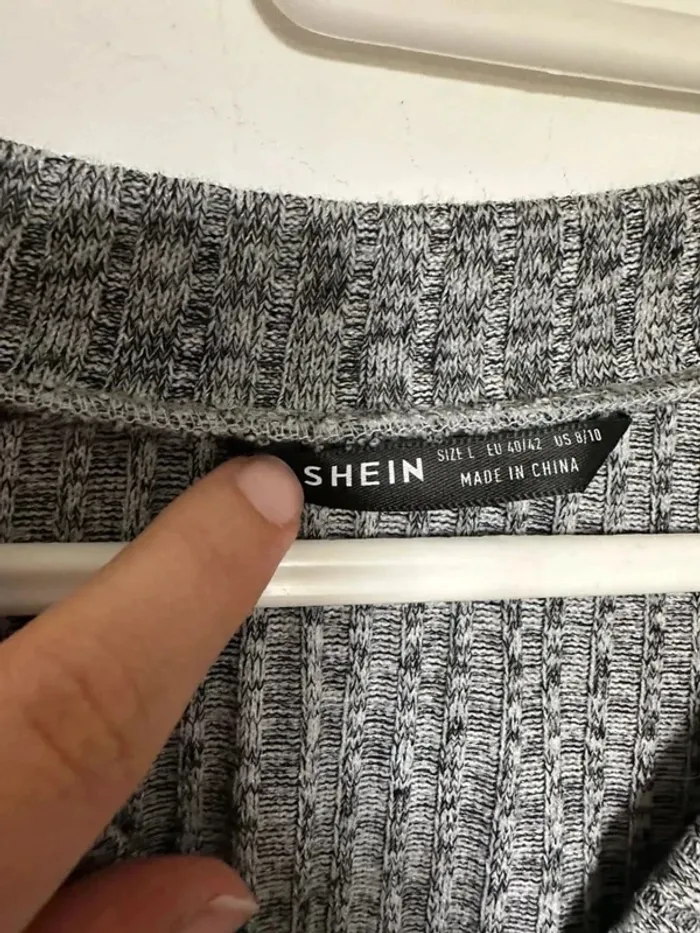 SHEIN
SIZE L EU 40/42 US 8/10
MADE IN CHINA